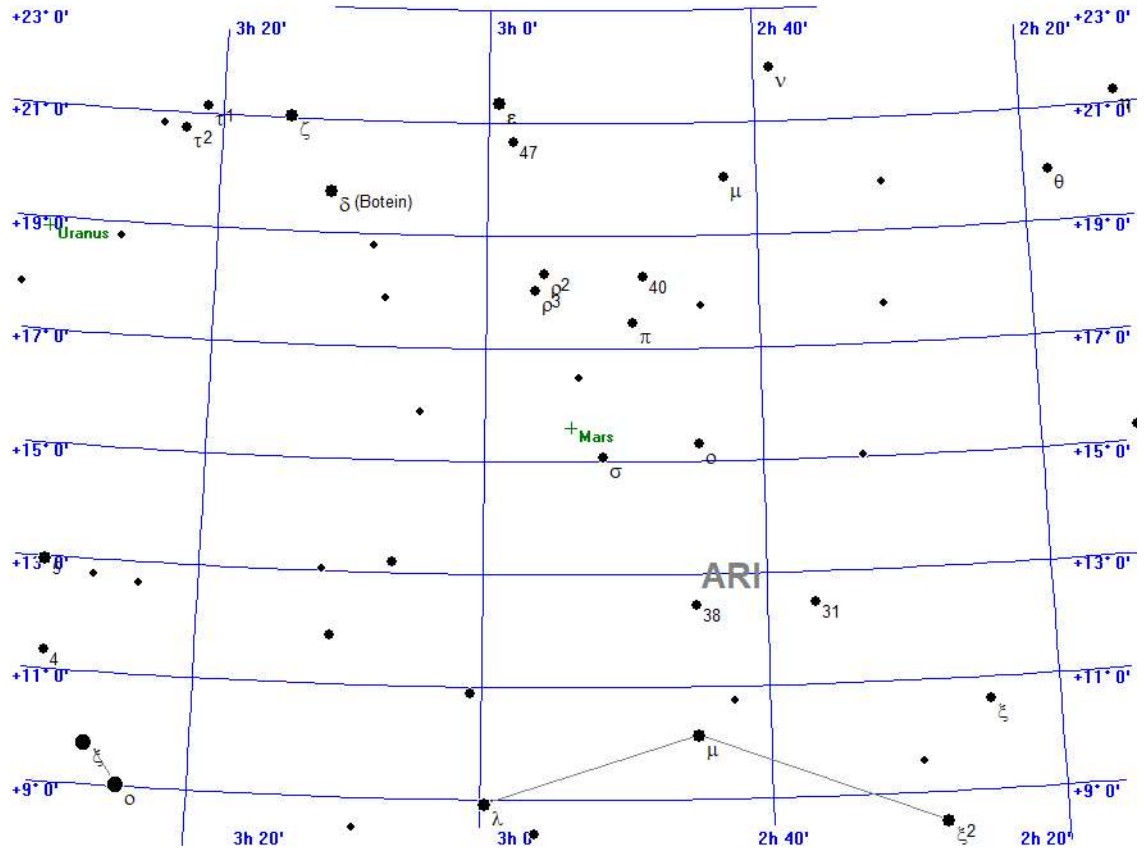 +23° 0'
3h 20'
3h 0'
2h 40'
2h 20'
+23° 0'
ν
+21° 0'
τ1
ζ
ε
+21° 0'
η
τ2
47
μ
θ
δ (Botein)
+19° 0'
Uranus
+19° 0'
ρ2
40
ρ3
π
+17° 0'
+17° 0'
Mars
+15° 0'
σ
ο
+15° 0'
+13° 0'
5
ARI
+13° 0'
38
31
4
+11° 0'
+11° 0'
ξ
ξ
μ
+9° 0'
ο
λ
+9° 0'
ξ2
3h 20'
3h 0'
2h 40'
2h 20'